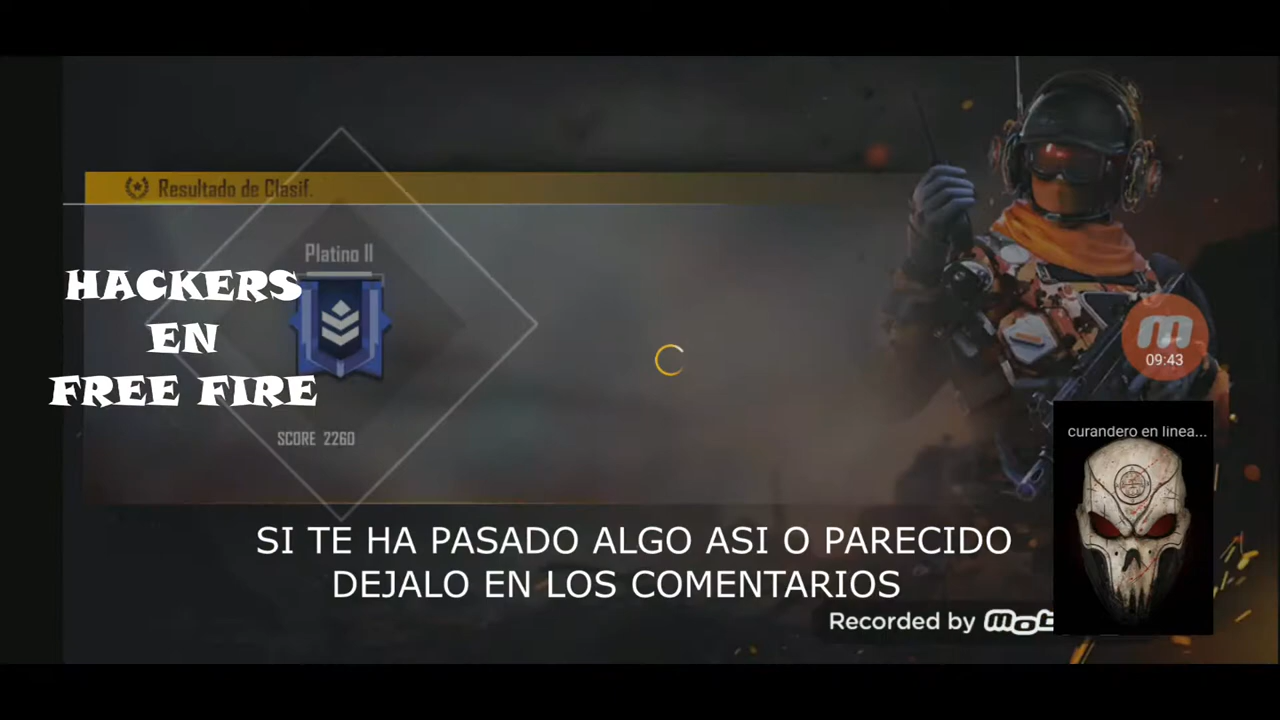 Resultado de Clasif.
Platino II
HACKERS
EN
FREE FIRE
SCORE 2260
09:43
curandero en linea...
SI TE HA PASADO ALGO ASI O PARECIDO
DEJALO EN LOS COMENTARIOS
Recorded by